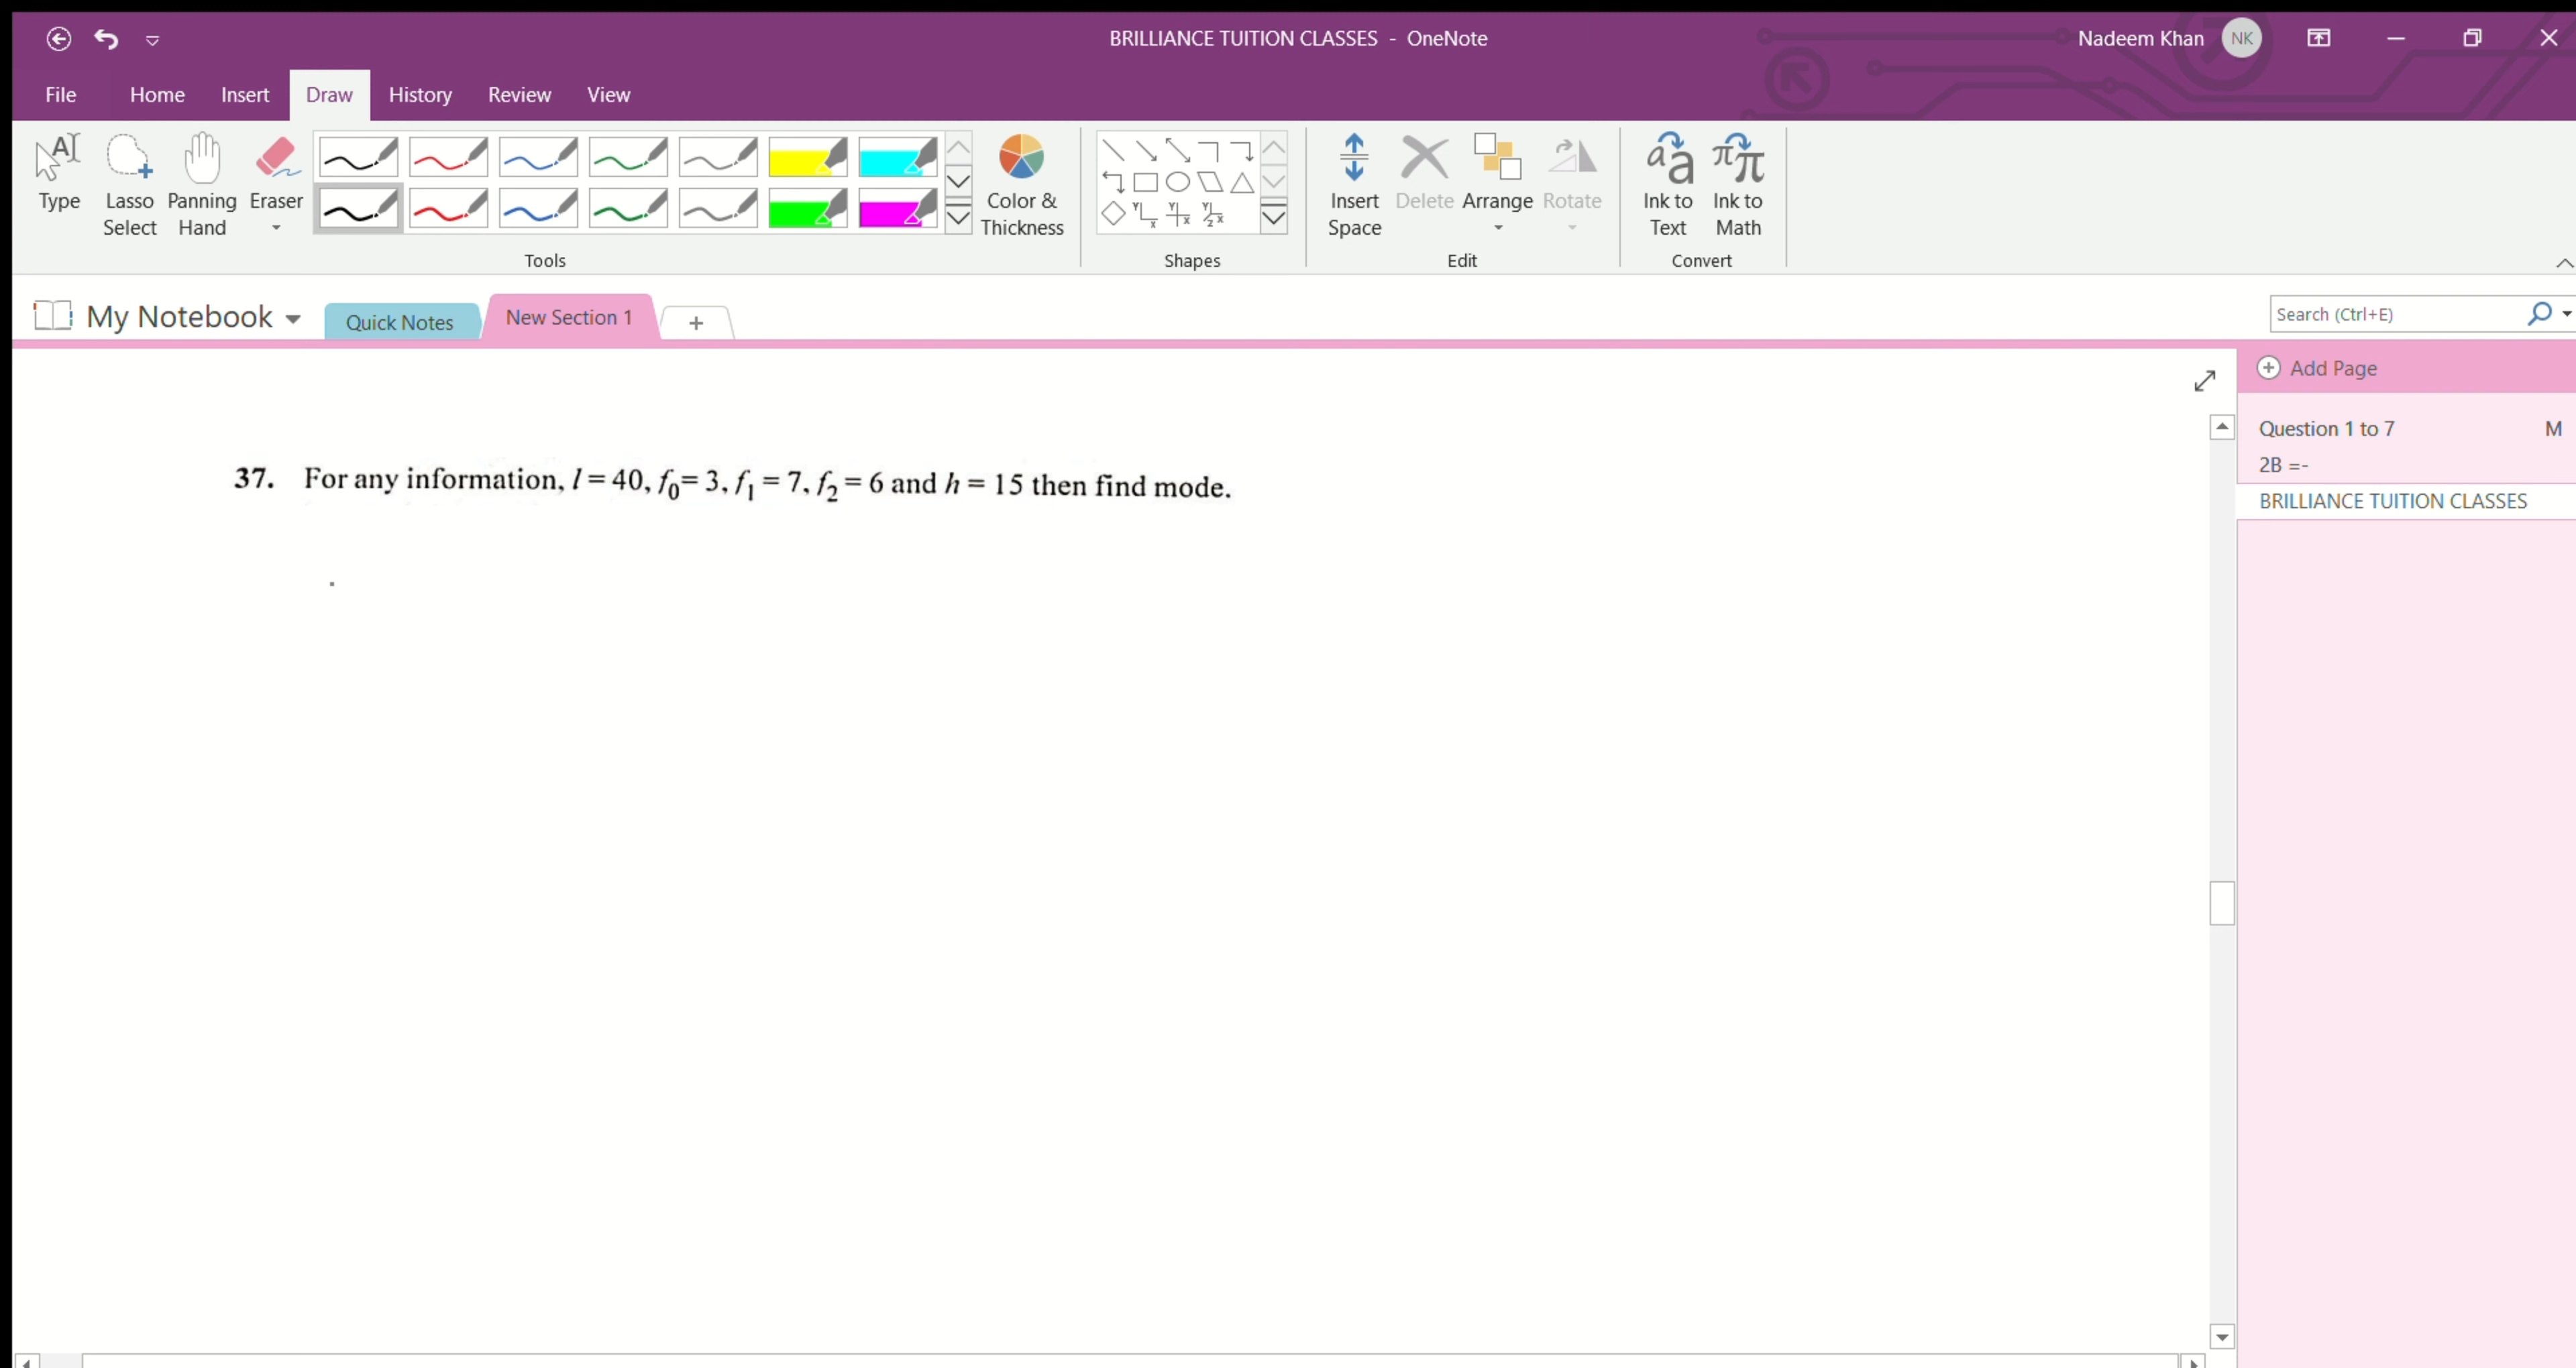 BRILLIANCE TUITION CLASSES - OneNote
Nadeem Khan NK
File Home Insert Draw History Review View
Type
Lasso Select
Panning Hand
Eraser
Color & Thickness
Insert Space
Delete
Arrange
Rotate
Ink to Text
Ink to Math
Tools Shapes Edit Convert
My Notebook Quick Notes New Section 1 +
Search (Ctrl+E)
Add Page
Question 1 to 7 M
2B =-
BRILLIANCE TUITION CLASSES
37. For any information, l = 40, f₀= 3, f₁ = 7, f₂ = 6 and h = 15 then find mode.